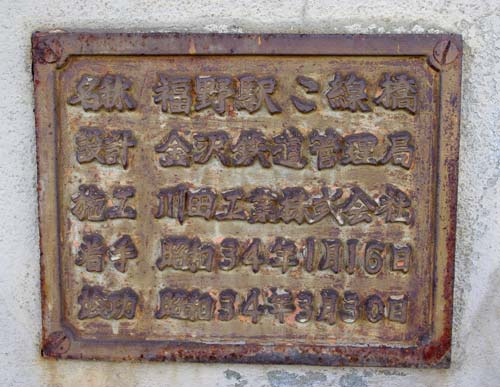 名称 福野駅こ線橋
設計 金沢鉄道管理局
施工 川田工業株式会社
着手 昭和34年1月16日
竣功 昭和34年3月30日